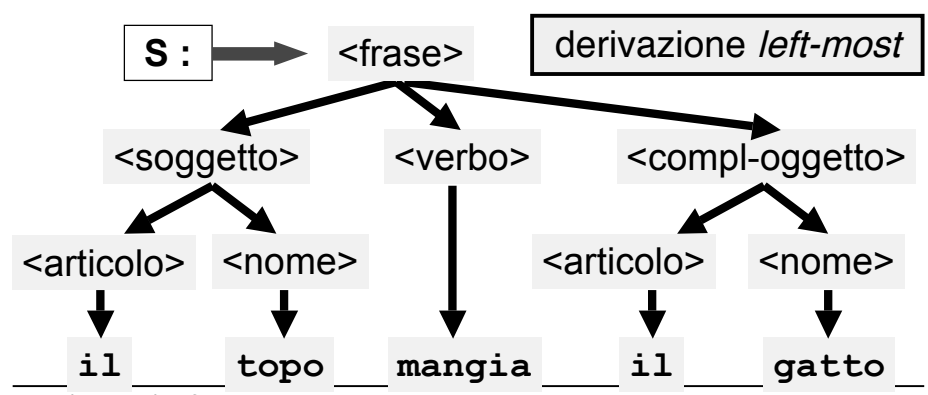 S : <frase> derivazione left-most
<soggetto> <verbo> <compl-oggetto>
<articolo> <nome> <articolo> <nome>
il topo mangia il gatto